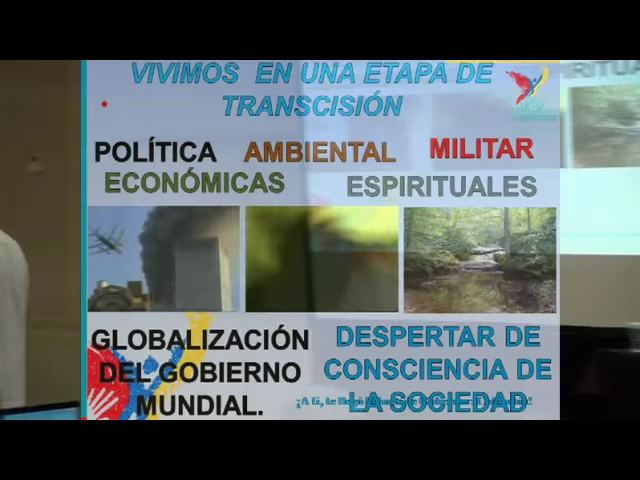 VIVIMOS EN UNA ETAPA DE
TRANSCISIÓN
POLÍTICA AMBIENTAL MILITAR
ECONÓMICAS ESPIRITUALES
GLOBALIZACIÓN
DEL GOBIERNO
MUNDIAL.
DESPERTAR DE
CONSCIENCIA DE
LA SOCIEDAD